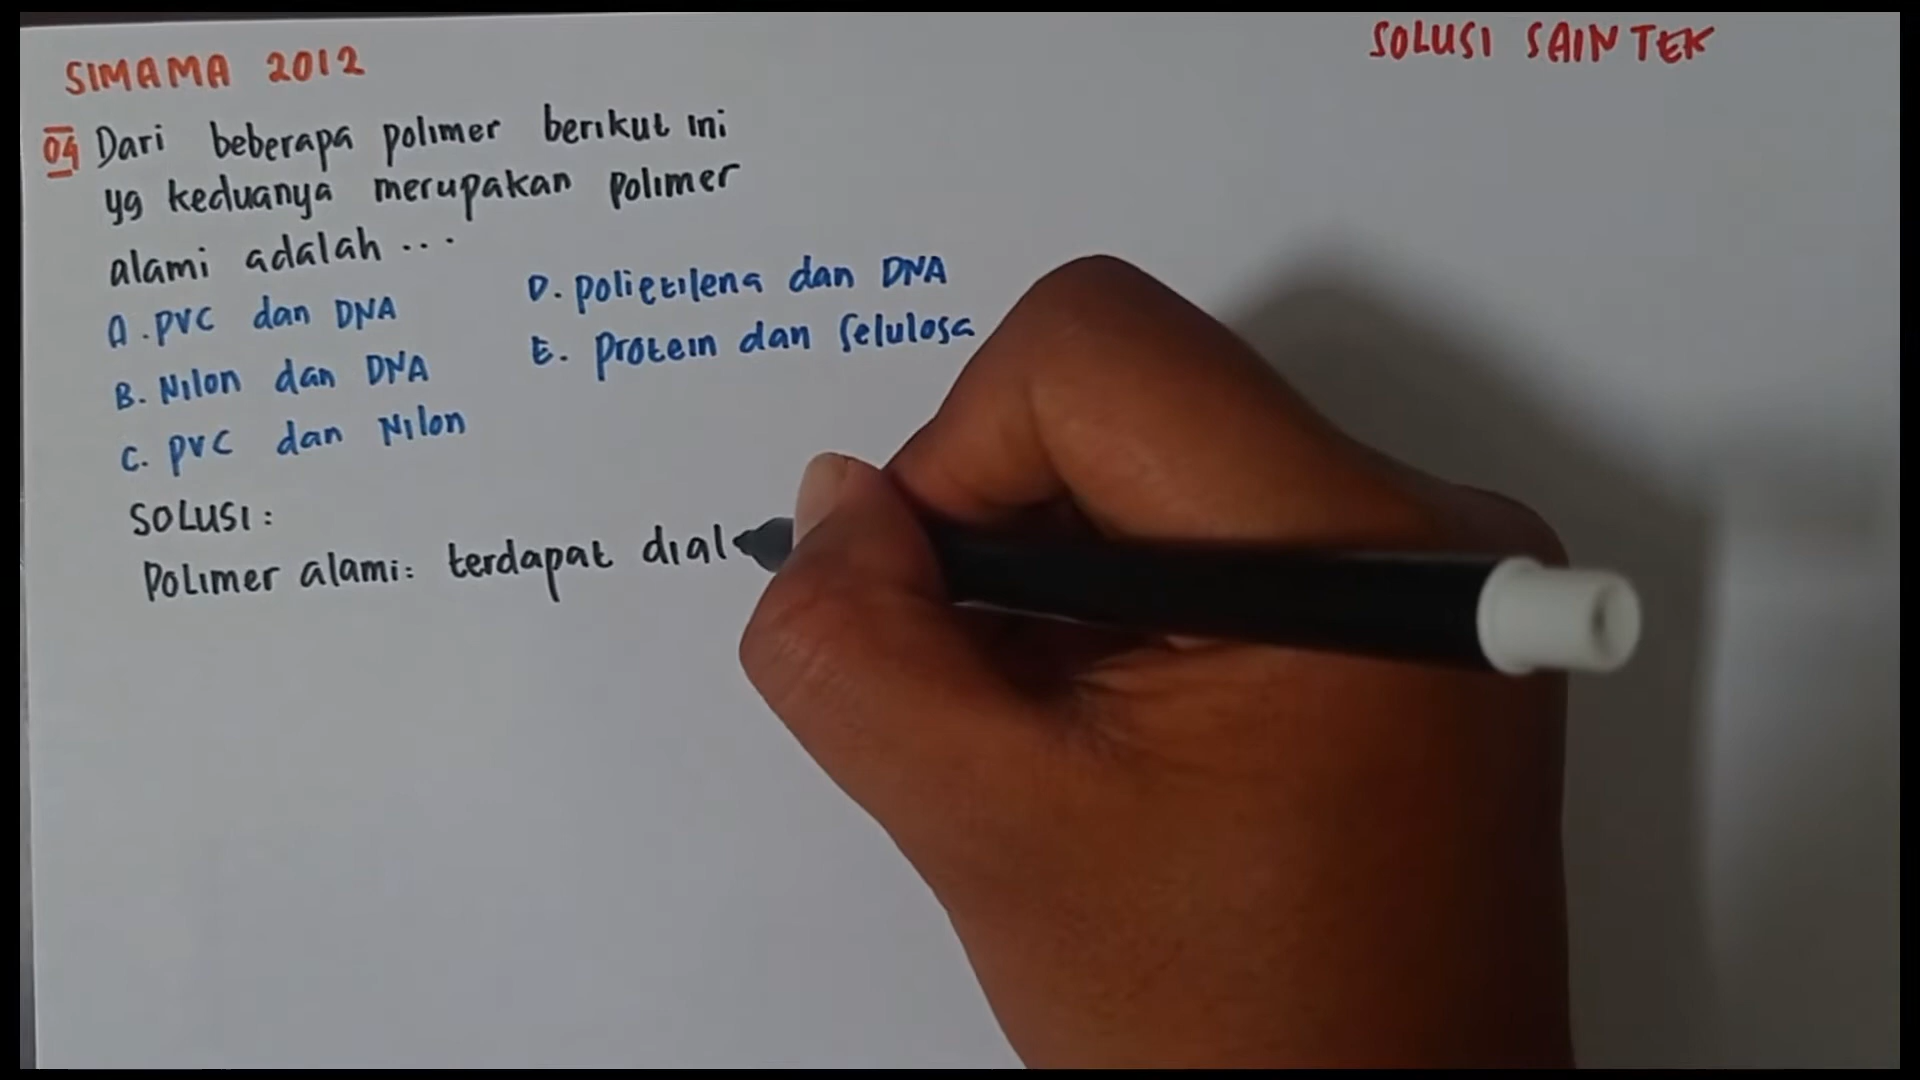 SIMAMA 2012
SOLUSI SAINTEK
04 Dari beberapa polimer berikut ini
yg keduanya merupakan polimer
alami adalah ...
A. PVC dan DNA
B. Nilon dan DNA
C. PVC dan Nilon
D. polietilena dan DNA
E. Protein dan Selulosa
SOLUSI:
Polimer alami: terdapat dial